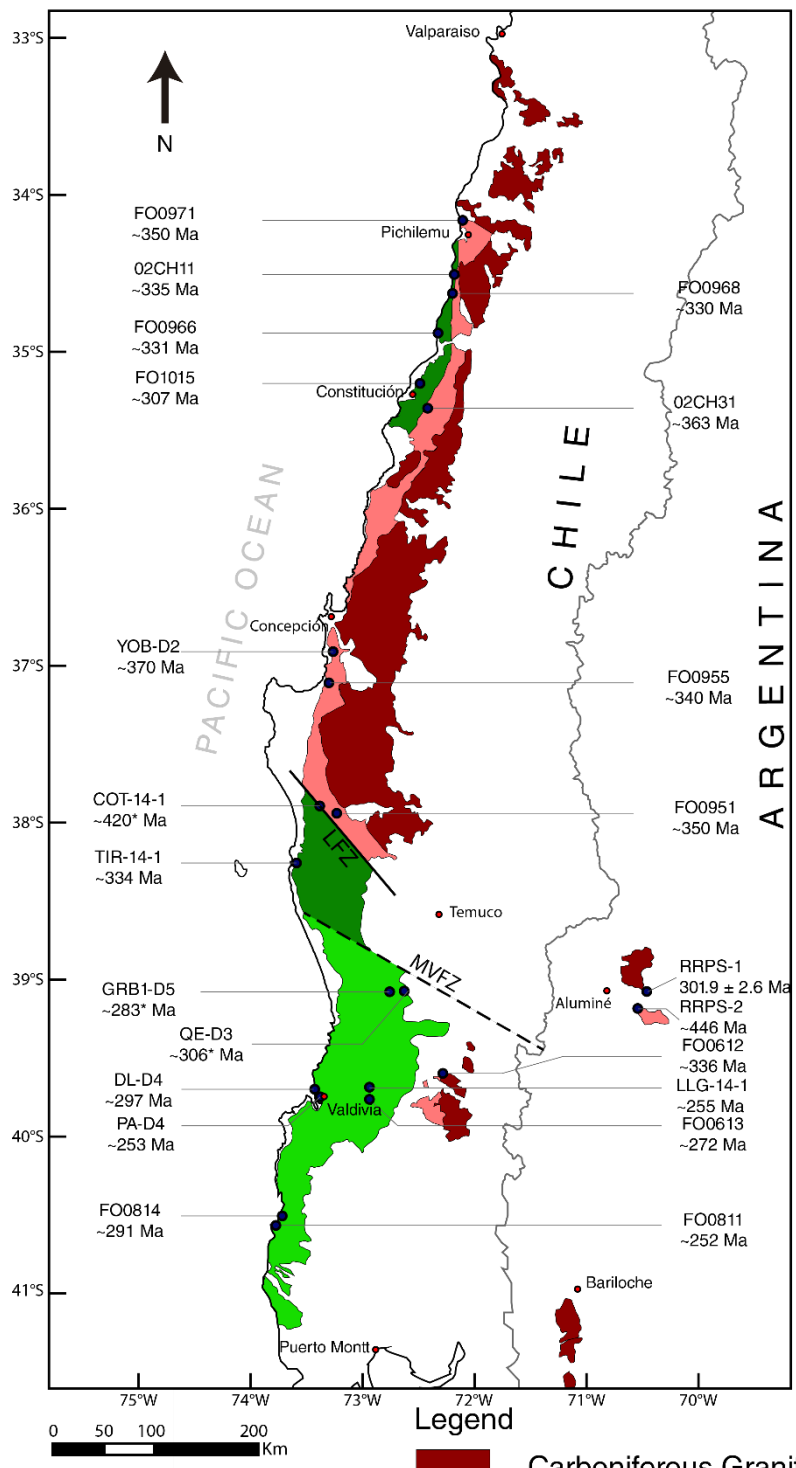 33°S
Valparaiso
N
34°S
FO0971
~350 Ma
Pichilemu
02CH11
~335 Ma
FO0968
~330 Ma
FO0966
~331 Ma
35°S
FO1015
~307 Ma
Constitución
02CH31
~363 Ma
36°S
CHILE
ARGENTINA
PACIFIC OCEAN
Concepción
YOB-D2
~370 Ma
37°S
FO0955
~340 Ma
COT-14-1
~420* Ma
FO0951
~350 Ma
38°S
LFZ
TIR-14-1
~334 Ma
Temuco
MVFZ
39°S
GRB1-D5
~283* Ma
Aluminé
RRPS-1
301.9 ± 2.6 Ma
RRPS-2
~446 Ma
QE-D3
~306* Ma
FO0612
~336 Ma
DL-D4
~297 Ma
LLG-14-1
~255 Ma
Valdivia
PA-D4
~253 Ma
FO0613
~272 Ma
40°S
FO0814
~291 Ma
FO0811
~252 Ma
41°S
Bariloche
Puerto Montt
75°W
74°W
73°W
72°W
71°W
70°W
Legend
0 50 100 200
Km
Carboniferous Granit